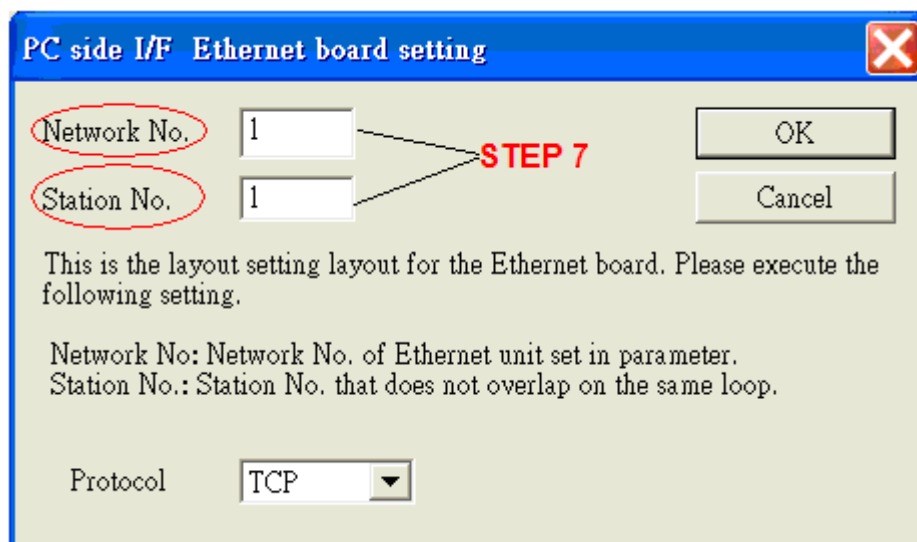 PC side I/F Ethernet board setting
Network No. 1
STEP 7
OK
Station No. 1
Cancel
This is the layout setting layout for the Ethernet board. Please execute the
following setting.
Network No: Network No. of Ethernet unit set in parameter.
Station No.: Station No. that does not overlap on the same loop.
Protocol TCP